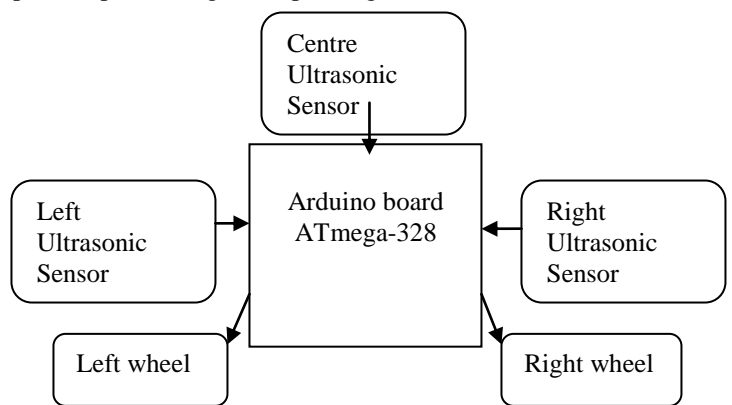 Centre
Ultrasonic
Sensor
Arduino board
ATmega-328
Left
Ultrasonic
Sensor
Right
Ultrasonic
Sensor
Left wheel
Right wheel